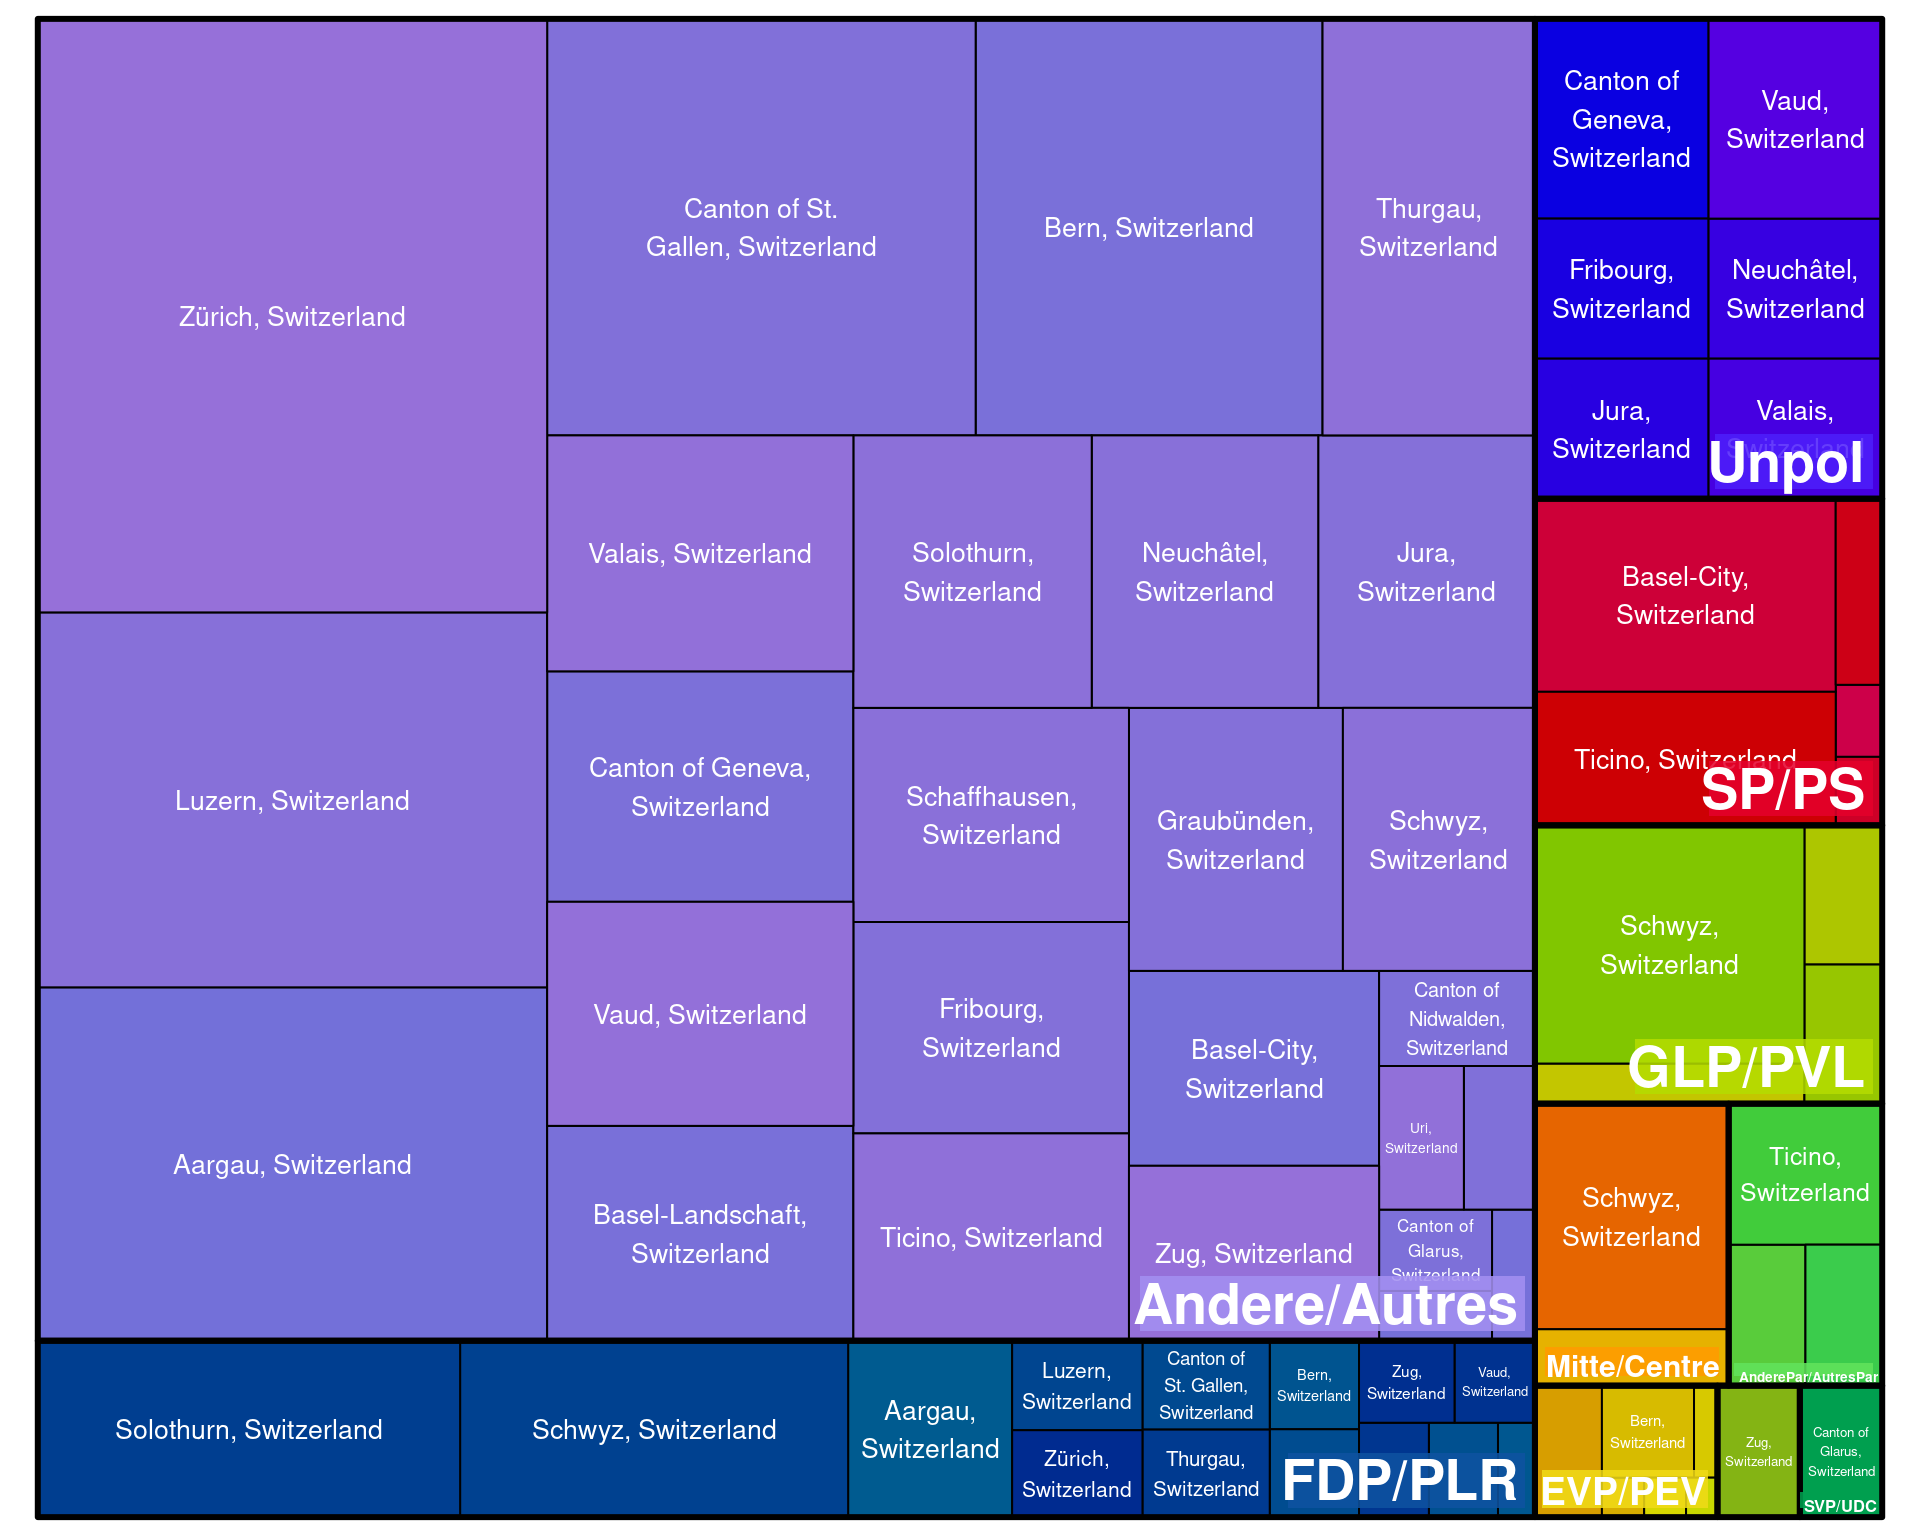 Zürich, Switzerland
Luzern, Switzerland
Aargau, Switzerland
Canton of St.
Gallen, Switzerland
Bern, Switzerland
Thurgau,
Switzerland
Valais, Switzerland
Canton of Geneva,
Switzerland
Vaud, Switzerland
Basel-Landschaft,
Switzerland
Solothurn,
Switzerland
Neuchâtel,
Switzerland
Jura,
Switzerland
Schaffhausen,
Switzerland
Fribourg,
Switzerland
Ticino, Switzerland
Graubünden,
Switzerland
Schwyz,
Switzerland
Basel-City,
Switzerland
Zug, Switzerland
Canton of
Nidwalden,
Switzerland
Uri,
Switzerland
Canton of
Glarus,
Switzerland
Andere/Autres
Solothurn, Switzerland
Schwyz, Switzerland
Aargau,
Switzerland
Luzern,
Switzerland
Zürich,
Switzerland
Canton of
St. Gallen,
Switzerland
Thurgau,
Switzerland
Bern,
Switzerland
Zug,
Switzerland
Vaud,
Switzerland
FDP/PLR
Canton of
Geneva,
Switzerland
Vaud,
Switzerland
Fribourg,
Switzerland
Neuchâtel,
Switzerland
Jura,
Switzerland
Valais,
Switzerland
Unpol
Basel-City,
Switzerland
Ticino, Switzerland
SP/PS
Schwyz,
Switzerland
GLP/PVL
Schwyz,
Switzerland
Mitte/Centre
Ticino,
Switzerland
AnderePar/AutresPar
Bern,
Switzerland
EVP/PEV
Zug,
Switzerland
Canton of
Glarus,
Switzerland
SVP/UDC